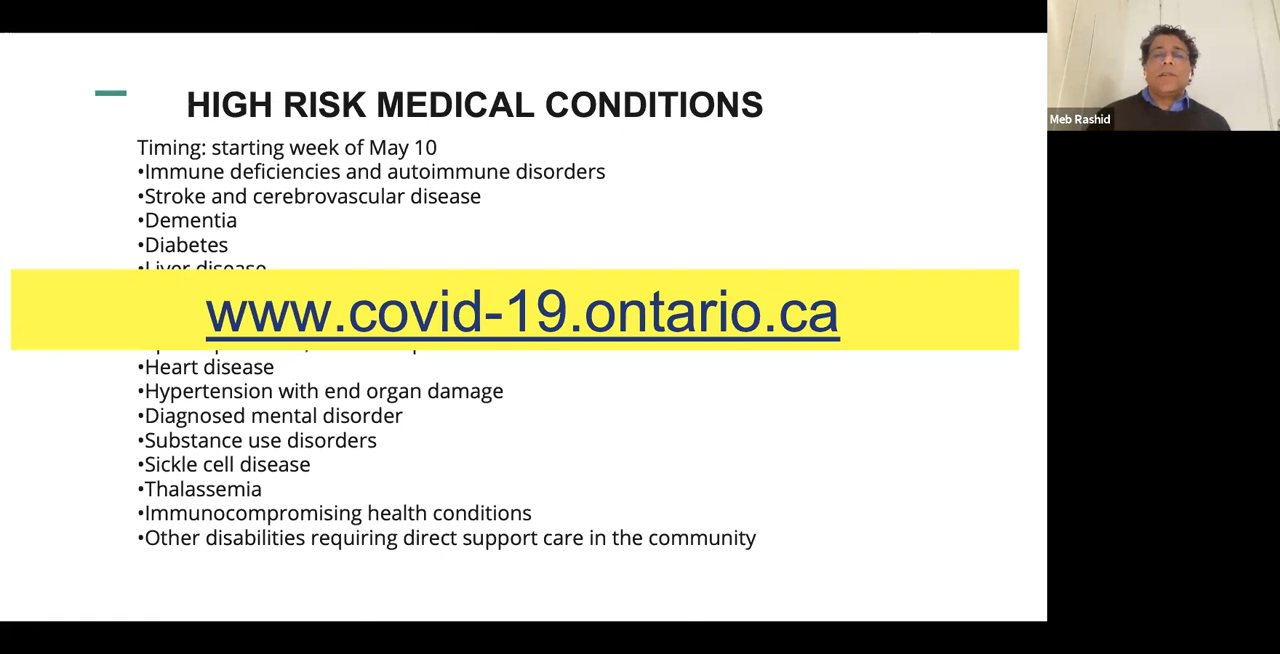 HIGH RISK MEDICAL CONDITIONS
Timing: starting week of May 10
•Immune deficiencies and autoimmune disorders
•Stroke and cerebrovascular disease
•Dementia
•Diabetes
•Liver disease
www.covid-19.ontario.ca
•Heart disease
•Hypertension with end organ damage
•Diagnosed mental disorder
•Substance use disorders
•Sickle cell disease
•Thalassemia
•Immunocompromising health conditions
•Other disabilities requiring direct support care in the community
Meb Rashid